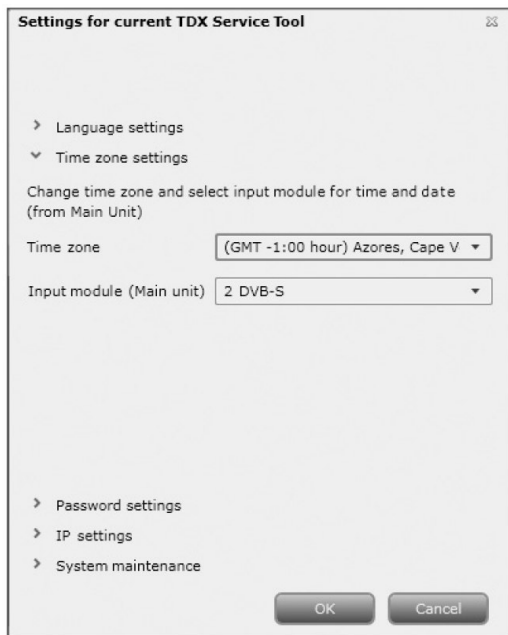 Settings for current TDX Service Tool
Language settings
Time zone settings
Change time zone and select input module for time and date
(from Main Unit)
Time zone
(GMT -1:00 hour) Azores, Cape V
Input module (Main unit)
2 DVB-S
Password settings
IP settings
System maintenance
OK
Cancel